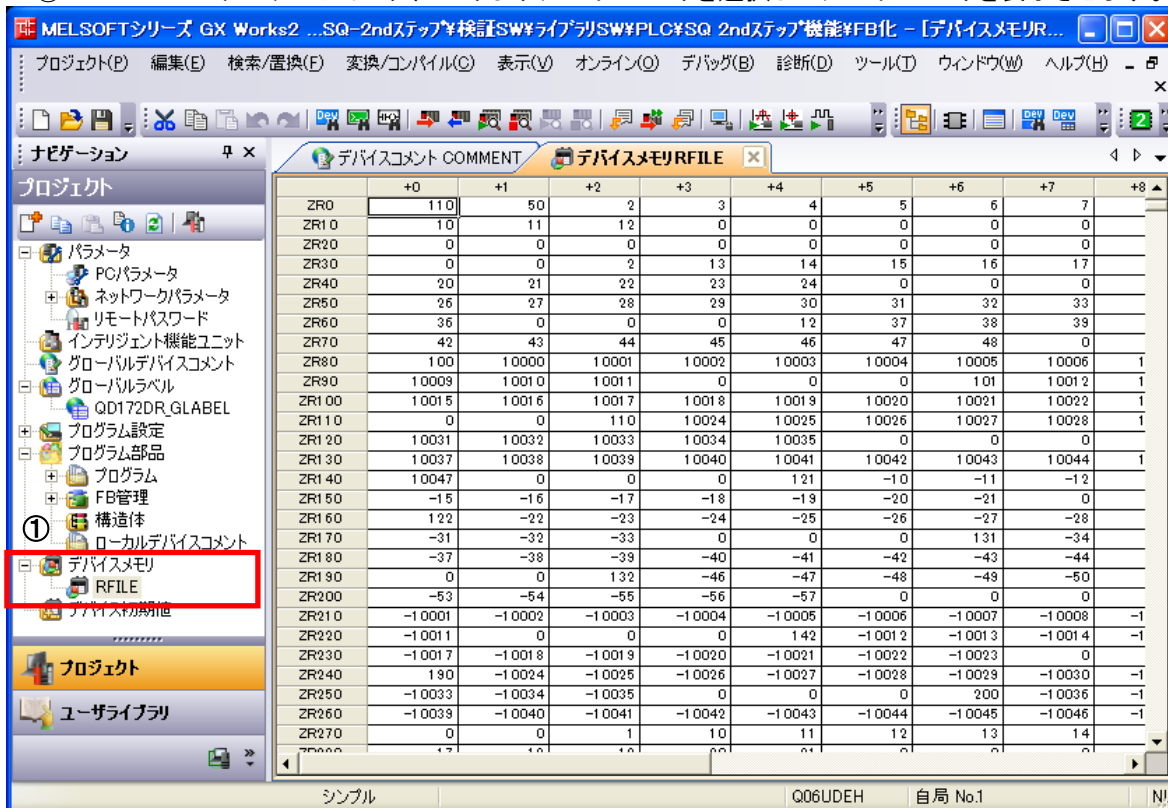 MELSOFTシリーズ GX Works2 ...SQ-2ndステップ¥検証SW¥ライブラリSW¥PLC¥SQ 2ndステップ機能¥FB化 - [デバイスメモリR...
プロジェクト(P) 編集(E) 検索/置換(F) 変換/コンパイル(C) 表示(V) オンライン(O) デバッグ(B) 診断(D) ツール(T) ウィンドウ(W) ヘルプ(H)
ナビゲーション
デバイスコメント COMMENT デバイスメモリRFILE
プロジェクト
パラメータ
PCパラメータ
ネットワークパラメータ
リモートパスワード
インテリジェント機能ユニット
グローバルデバイスコメント
グローバルラベル
QD172DR_GLABEL
プログラム設定
プログラム部品
プログラム
FB管理
構造体
①
ローカルデバイスコメント
デバイスメモリ
RFILE
デバイス初期値
プロジェクト
ユーザライブラリ
+0 +1 +2 +3 +4 +5 +6 +7 +8
ZR0 110 50 2 3 4 5 6 7
ZR10 10 11 12 0 0 0 0 0
ZR20 0 0 0 0 0 0 0 0
ZR30 0 0 2 13 14 15 16 17
ZR40 20 21 22 23 24 0 0 0
ZR50 26 27 28 29 30 31 32 33
ZR60 36 0 0 0 12 37 38 39
ZR70 42 43 44 45 46 47 48 0
ZR80 100 10000 10001 10002 10003 10004 10005 10006 1
ZR90 10009 10010 10011 0 0 0 101 10012 1
ZR100 10015 10016 10017 10018 10019 10020 10021 10022 1
ZR110 0 0 110 10024 10025 10026 10027 10028 1
ZR120 10031 10032 10033 10034 10035 0 0 0
ZR130 10037 10038 10039 10040 10041 10042 10043 10044 1
ZR140 10047 0 0 0 121 -10 -11 -12
ZR150 -15 -16 -17 -18 -19 -20 -21 0
ZR160 122 -22 -23 -24 -25 -26 -27 -28
ZR170 -31 -32 -33 0 0 0 131 -34
ZR180 -37 -38 -39 -40 -41 -42 -43 -44
ZR190 0 0 132 -46 -47 -48 -49 -50
ZR200 -53 -54 -55 -56 -57 0 0 0
ZR210 -10001 -10002 -10003 -10004 -10005 -10006 -10007 -10008 -1
ZR220 -10011 0 0 0 142 -10012 -10013 -10014 -1
ZR230 -10017 -10018 -10019 -10020 -10021 -10022 -10023 0
ZR240 190 -10024 -10025 -10026 -10027 -10028 -10029 -10030 -1
ZR250 -10033 -10034 -10035 0 0 0 200 -10036 -1
ZR260 -10039 -10040 -10041 -10042 -10043 -10044 -10045 -10046 -1
ZR270 0 0 1 10 11 12 13 14
シンプル Q06UDEH 自局 No.1